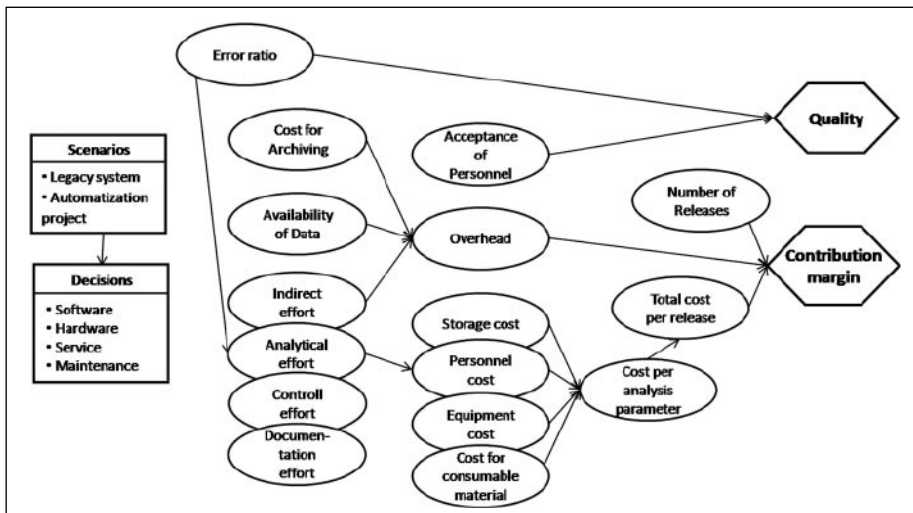 Error ratio
Quality
Cost for
Archiving
Acceptance
of
Personnel
Scenarios
• Legacy system
• Automatization
project
Number of
Releases
Availability
of Data
Overhead
Contribution
margin
Decisions
• Software
• Hardware
• Service
• Maintenance
Indirect
effort
Total cost
per release
Storage cost
Analytical
effort
Personnel
cost
Cost per
analysis
parameter
Controll
effort
Equipment
cost
Documen-
tation
effort
Cost for
consumable
material